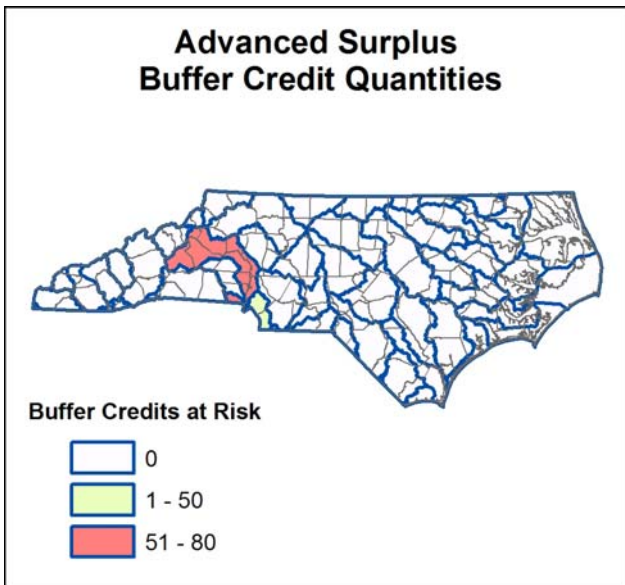 Advanced Surplus
Buffer Credit Quantities
Buffer Credits at Risk
0
1 - 50
51 - 80